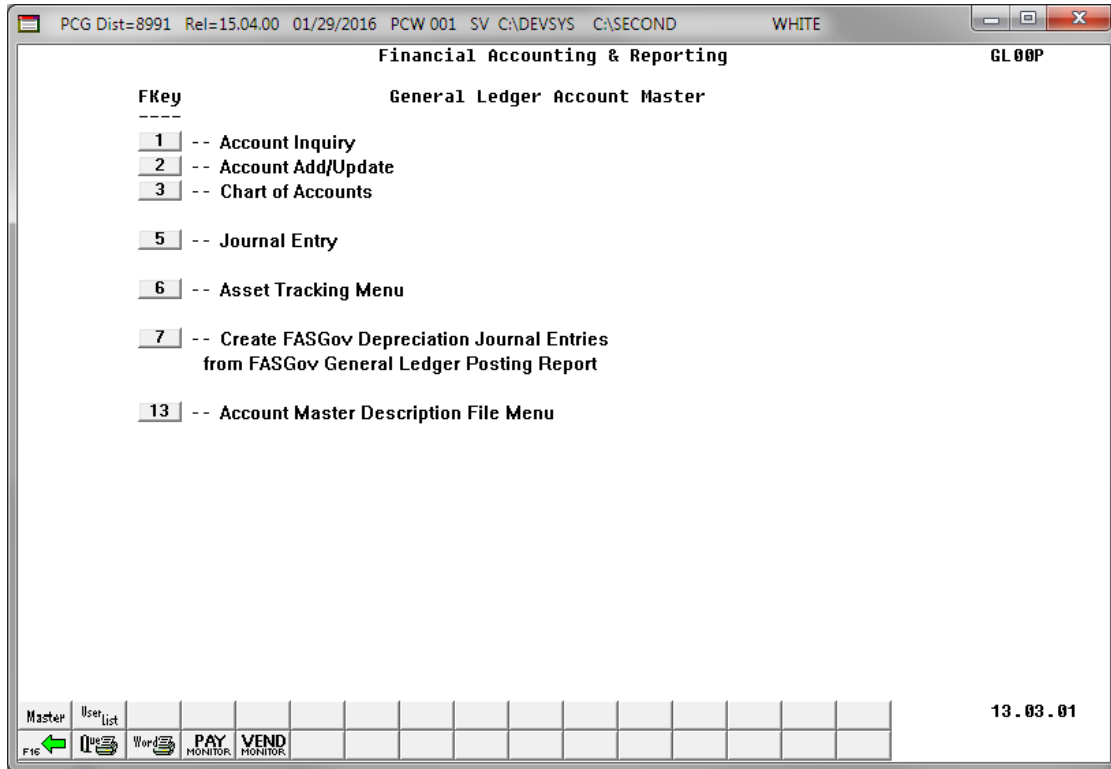 PCG Dist=8991 Rel=15.04.00 01/29/2016 PCW 001 SV C:\DEVSYS C:\SECOND WHITE
Financial Accounting & Reporting GL00P
FKey General Ledger Account Master
----
1 -- Account Inquiry
2 -- Account Add/Update
3 -- Chart of Accounts
5 -- Journal Entry
6 -- Asset Tracking Menu
7 -- Create FASGov Depreciation Journal Entries
from FASGov General Ledger Posting Report
13 -- Account Master Description File Menu
Master User List 13.03.01
F16 Que Word PAY MONITOR VEND MONITOR